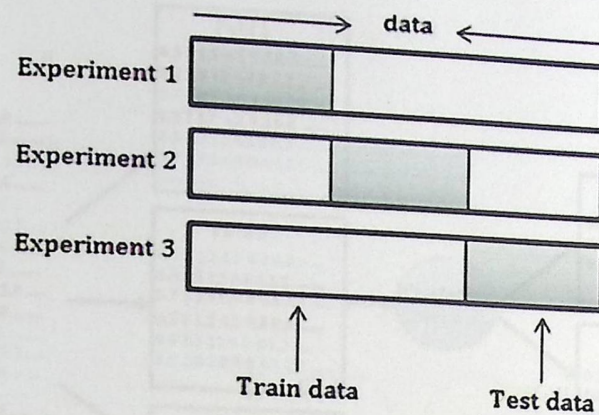 data
Experiment 1
Experiment 2
Experiment 3
Train data
Test data